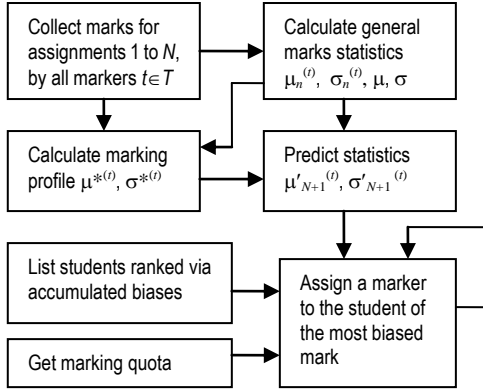 Collect marks for
assignments 1 to N,
by all markers t∈T
Calculate general
marks statistics
μₙ⁽ᵗ⁾, σₙ⁽ᵗ⁾, μ, σ
Calculate marking
profile μ*⁽ᵗ⁾, σ*⁽ᵗ⁾
Predict statistics
μ′_{N+1}⁽ᵗ⁾, σ′_{N+1}⁽ᵗ⁾
List students ranked via
accumulated biases
Assign a marker
to the student of
the most biased
mark
Get marking quota